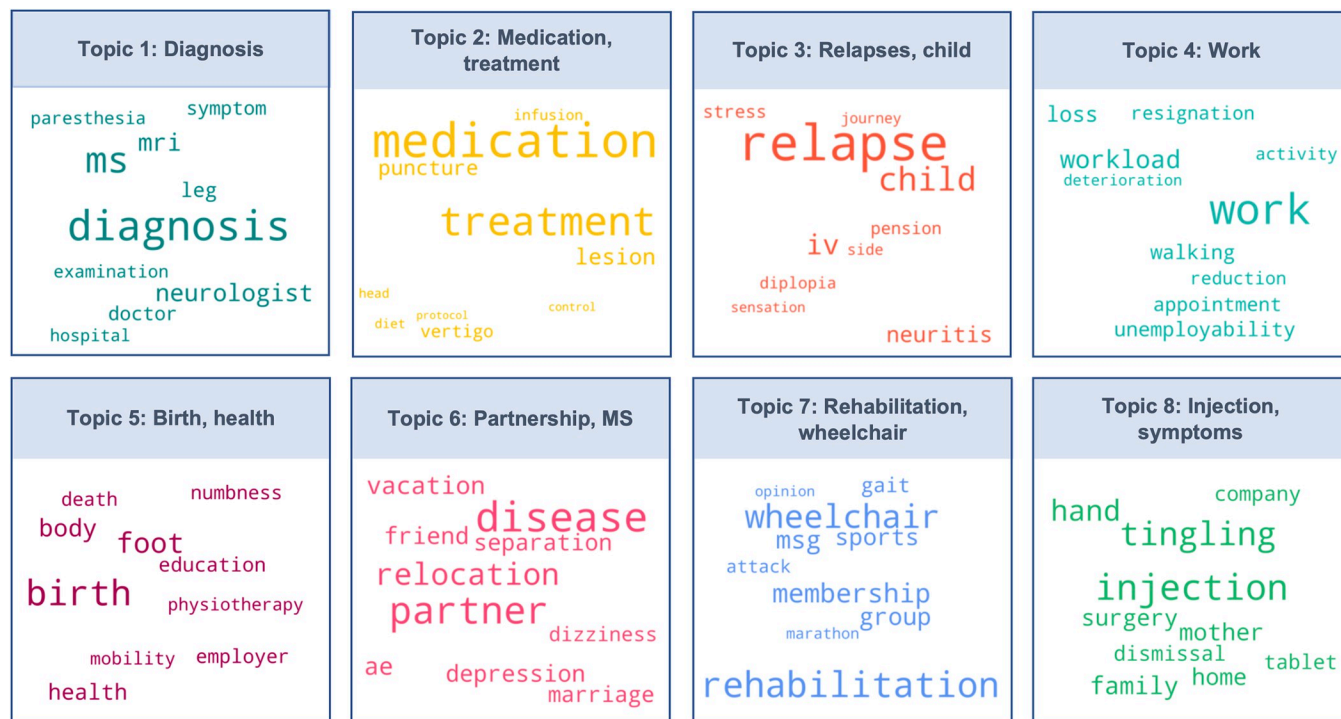 Topic 1: Diagnosis
paresthesia
symptom
mri
ms
leg
diagnosis
examination
neurologist
doctor
hospital
Topic 2: Medication,
treatment
infusion
medication
puncture
treatment
lesion
head
control
protocol
diet
vertigo
Topic 3: Relapses, child
stress
journey
relapse
child
pension
iv
side
diplopia
sensation
neuritis
Topic 4: Work
loss
resignation
workload
activity
deterioration
work
walking
reduction
appointment
unemployability
Topic 5: Birth, health
death
numbness
body
foot
education
birth
physiotherapy
mobility
employer
health
Topic 6: Partnership, MS
vacation
disease
friend
separation
relocation
partner
dizziness
ae
depression
marriage
Topic 7: Rehabilitation,
wheelchair
opinion
gait
wheelchair
msg
sports
attack
membership
group
marathon
rehabilitation
Topic 8: Injection,
symptoms
company
hand
tingling
injection
surgery
mother
dismissal
tablet
home
family